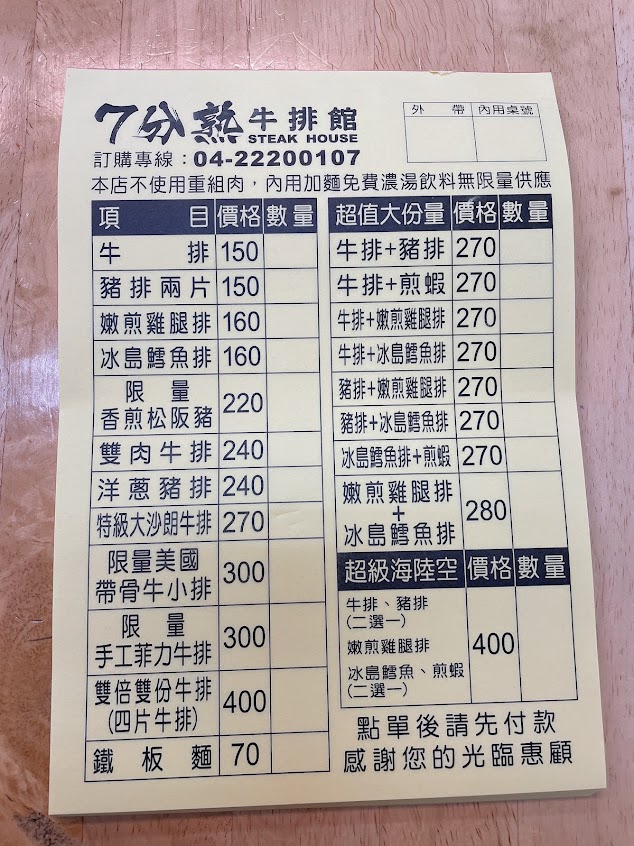 7分熟牛排館
STEAK HOUSE
訂購專線：04-22200107
外 帶 內用桌號
本店不使用重組肉，內用加麵免費濃湯飲料無限量供應
項 目 價格 數量
牛 排 150
豬排兩片 150
嫩煎雞腿排 160
冰島鱈魚排 160
限 量
香煎松阪豬 220
雙肉牛排 240
洋蔥豬排 240
特級大沙朗牛排 270
限量美國
帶骨牛小排 300
限 量
手工菲力牛排 300
雙倍雙份牛排
(四片牛排) 400
鐵板麵 70
超值大份量 價格 數量
牛排+豬排 270
牛排+煎蝦 270
牛排+嫩煎雞腿排 270
牛排+冰島鱈魚排 270
豬排+嫩煎雞腿排 270
豬排+冰島鱈魚排 270
冰島鱈魚排+煎蝦 270
嫩煎雞腿排
+
冰島鱈魚排 280
超級海陸空 價格 數量
牛排、豬排
(二選一)
嫩煎雞腿排 400
冰島鱈魚、煎蝦
(二選一)
點單後請先付款
感謝您的光臨惠顧